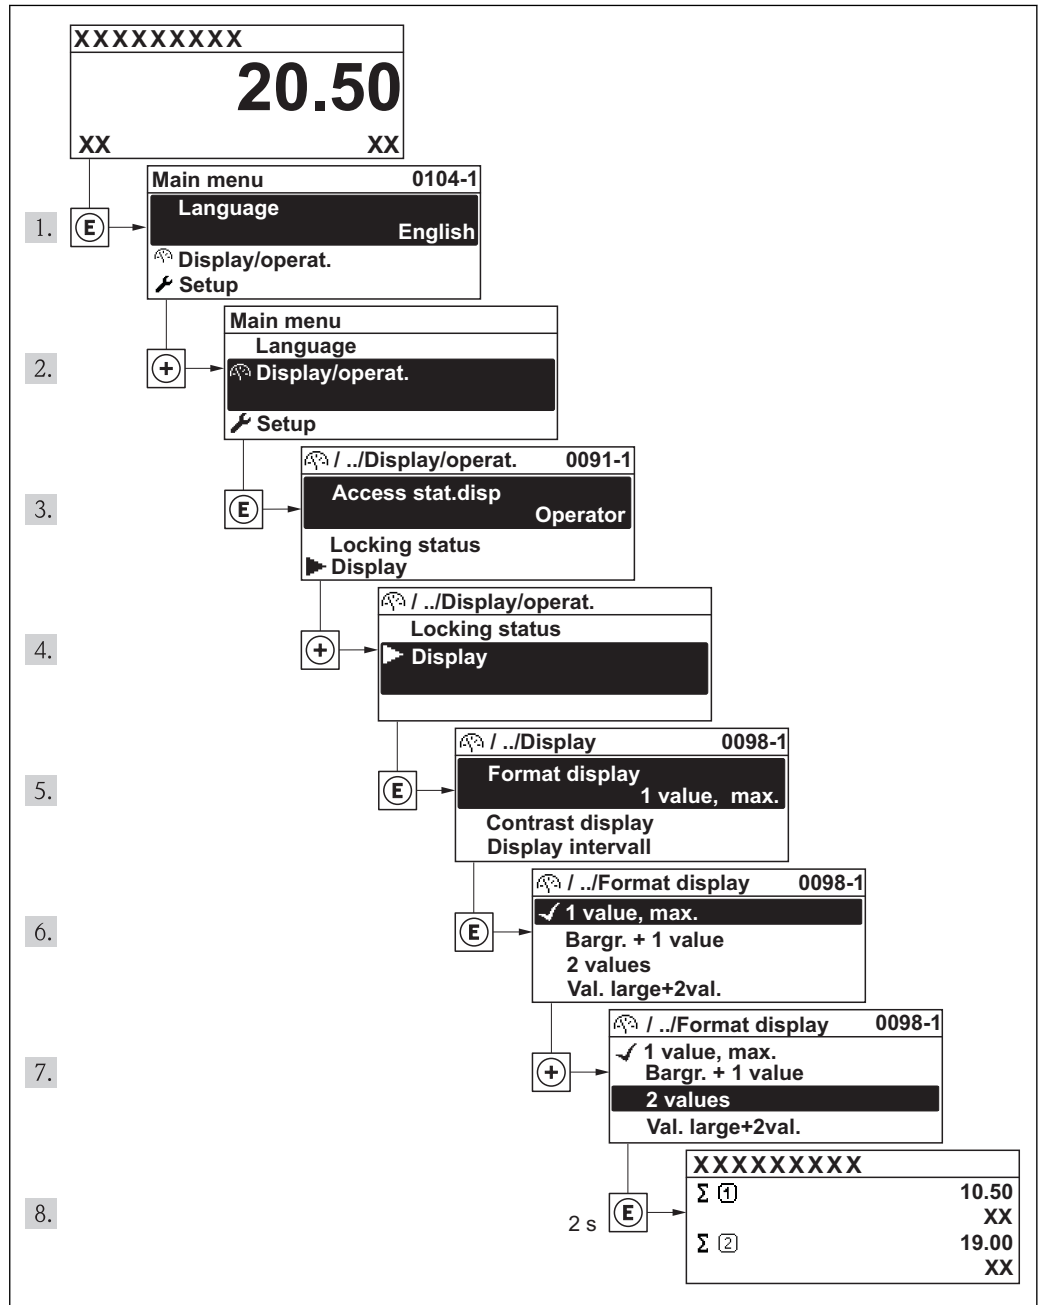 XXXXXXXXX
20.50
XX XX
Main menu 0104-1
Language
English
Display/operat.
Setup
1. E
Main menu
Language
2. + Display/operat.
Setup
/ ../Display/operat. 0091-1
Access stat.disp
3. E Operator
Locking status
Display
/ ../Display/operat.
Locking status
4. + Display
/ ../Display 0098-1
Format display
5. E 1 value, max.
Contrast display
Display intervall
/ ../Format display 0098-1
✓ 1 value, max.
6. E Bargr. + 1 value
2 values
Val. large+2val.
/ ../Format display 0098-1
✓ 1 value, max.
7. + Bargr. + 1 value
2 values
Val. large+2val.
XXXXXXXXX
Σ 1 10.50
8. 2 s E XX
Σ 2 19.00
XX